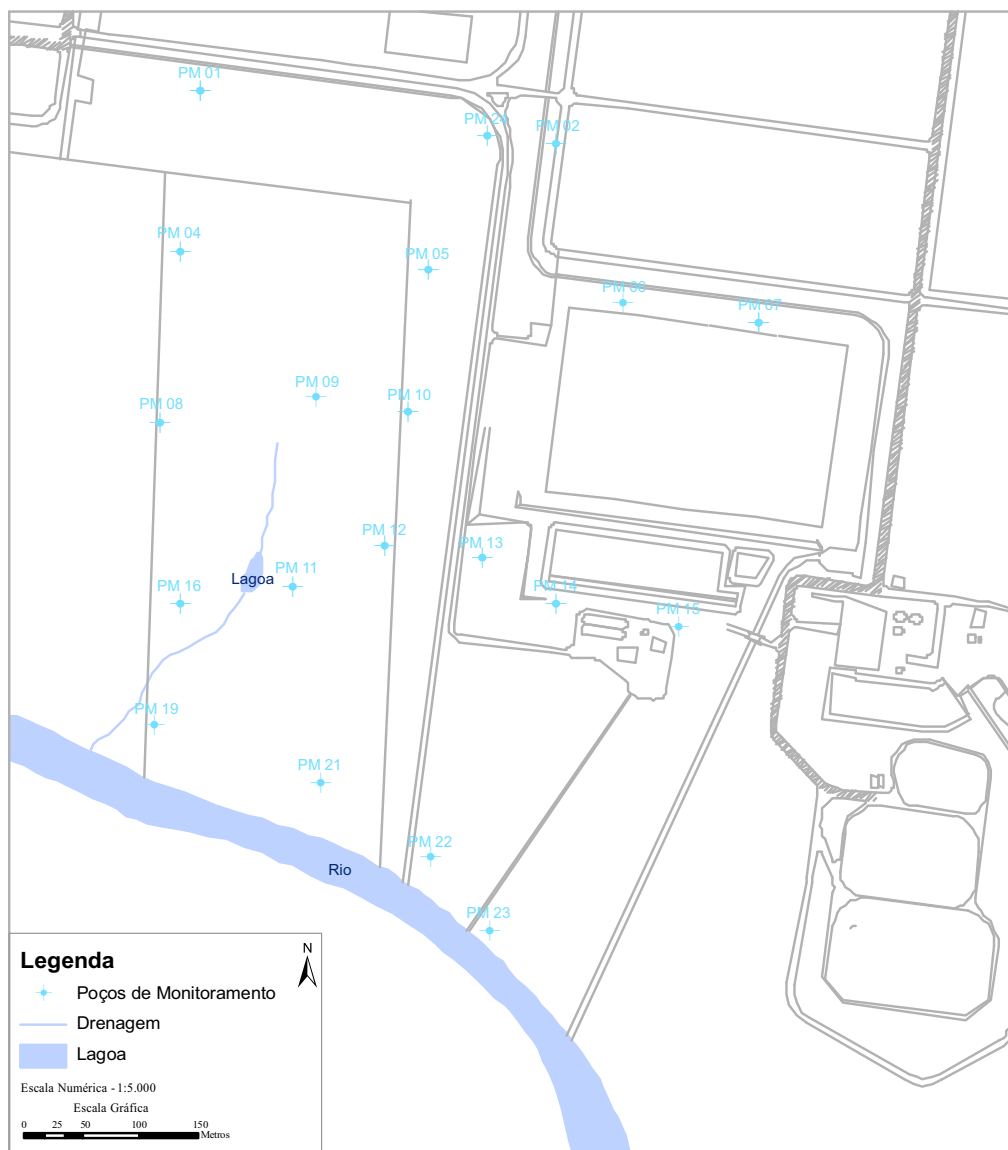 PM 01
PM 24
PM 02
PM 04
PM 05
PM 06
PM 07
PM 09
PM 08
PM 10
PM 12
PM 13
Lagoa
PM 11
PM 16
PM 14
PM 15
PM 19
PM 21
PM 22
Rio
PM 23
Legenda
N
Poços de Monitoramento
Drenagem
Lagoa
Escala Numérica - 1:5.000
Escala Gráfica
0 25 50 100 150
Metros